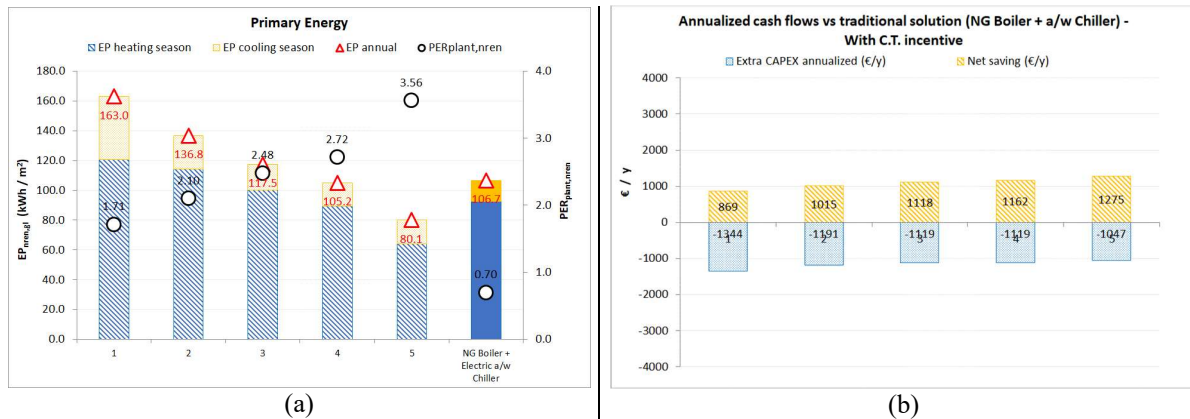 Primary Energy
EP heating season EP cooling season EP annual PERplant,nren
180.0
160.0
140.0
120.0
100.0
80.0
60.0
40.0
20.0
0.0
EPnren,gl (kWh / m²)
4.0
3.0
2.0
1.0
0.0
PERplant,nren
163.0
136.8
117.5
105.2
80.1
106.7
1.71
2.10
2.48
2.72
3.56
0.70
1 2 3 4 5 NG Boiler +
Electric a/w
Chiller
(a)
Annualized cash flows vs traditional solution (NG Boiler + a/w Chiller) -
With C.T. incentive
Extra CAPEX annualized (€/y) Net saving (€/y)
4000
3000
2000
1000
0
-1000
-2000
-3000
-4000
€ / y
869 1015 1118 1162 1275
-1344 -1191 -1119 -1119 -1047
1 2 3 4 5
(b)